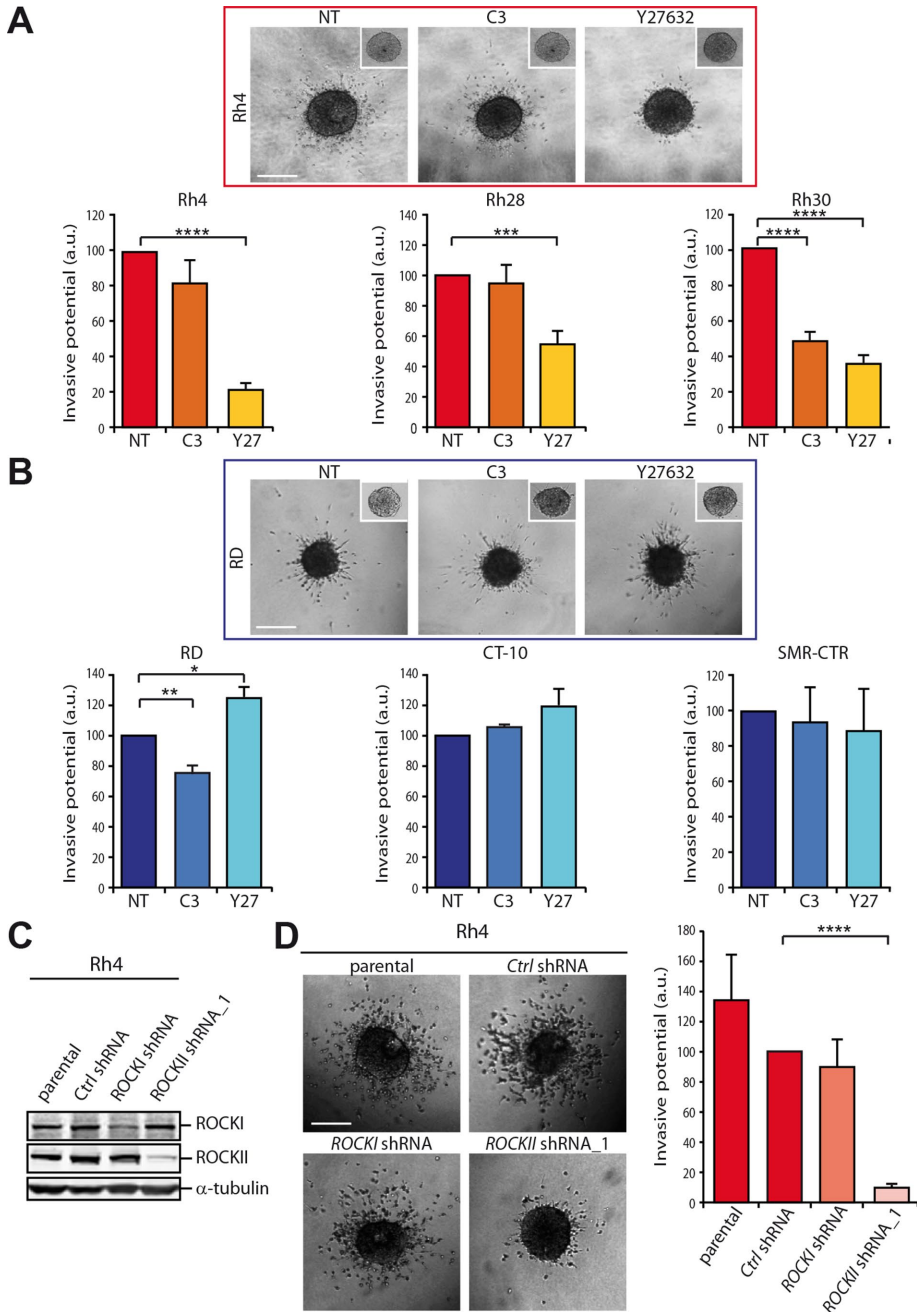 A
NT C3 Y27632
Rh4
Rh4 Rh28 Rh30
Invasive potential (a.u.)
120
100
80
60
40
20
0
****
NT C3 Y27
Invasive potential (a.u.)
140
120
100
80
60
40
20
0
***
NT C3 Y27
Invasive potential (a.u.)
120
100
80
60
40
20
0
****
****
NT C3 Y27
B
NT C3 Y27632
RD
RD CT-10 SMR-CTR
Invasive potential (a.u.)
140
120
100
80
60
40
20
0
*
**
NT C3 Y27
Invasive potential (a.u.)
140
120
100
80
60
40
20
0
NT C3 Y27
Invasive potential (a.u.)
120
100
80
60
40
20
0
NT C3 Y27
C
Rh4
parental
Ctrl shRNA
ROCKI shRNA
ROCKII shRNA_1
ROCKI
ROCKII
α-tubulin
D
Rh4
parental Ctrl shRNA
ROCKI shRNA ROCKII shRNA_1
Invasive potential (a.u.)
180
160
140
120
100
80
60
40
20
0
****
parental
Ctrl shRNA
ROCKI shRNA
ROCKII shRNA_1